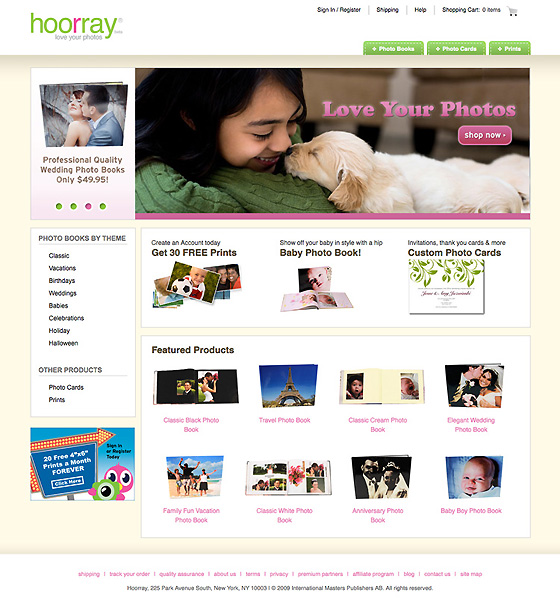 Sign In / Register Shipping Help Shopping Cart: 0 items
hoorray
love your photos
+ Photo Books + Photo Cards + Prints
Professional Quality
Wedding Photo Books
Only $49.95!
Love Your Photos
shop now ›
PHOTO BOOKS BY THEME
Classic
Vacations
Birthdays
Weddings
Babies
Celebrations
Holiday
Halloween
OTHER PRODUCTS
Photo Cards
Prints
20 Free 4"x6"
Prints a Month
FOREVER
Click Here
Sign in
or Register
Today
Create an Account today
Get 30 FREE Prints
Show off your baby in style with a hip
Baby Photo Book!
Invitations, thank you cards & more
Custom Photo Cards
Featured Products
Classic Black Photo
Book
Travel Photo Book
Classic Cream Photo
Book
Elegant Wedding
Photo Book
Family Fun Vacation
Photo Book
Classic White Photo
Book
Anniversary Photo
Book
Baby Boy Photo Book
shipping | track your order | quality assurance | about us | terms | privacy | premium partners | affiliate program | blog | contact us | site map
Hoorray, 225 Park Avenue South, New York, NY 10003 I © 2009 International Masters Publishers AB. All rights reserved.